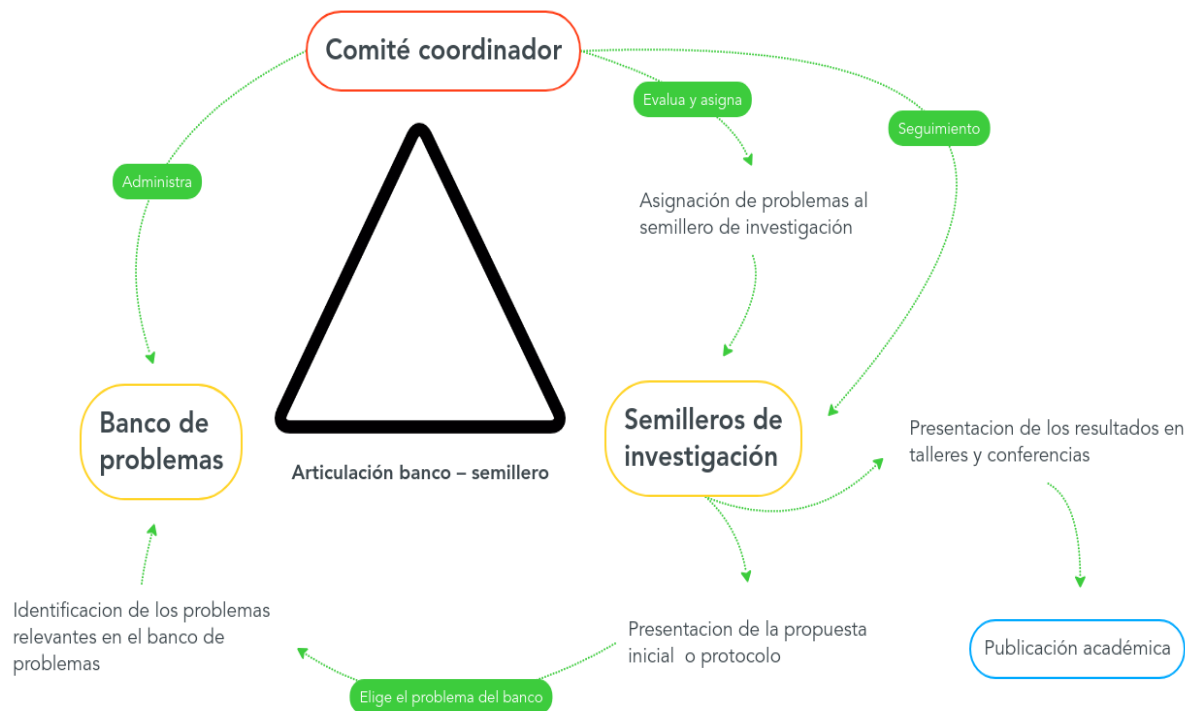 Comité coordinador
Evalua y asigna
Seguimiento
Administra
Asignación de problemas al
semillero de investigación
Banco de
problemas
Semilleros de
investigación
Articulación banco – semillero
Presentacion de los resultados en
talleres y conferencias
Identificacion de los problemas
relevantes en el banco de
problemas
Presentacion de la propuesta
inicial o protocolo
Publicación académica
Elige el problema del banco